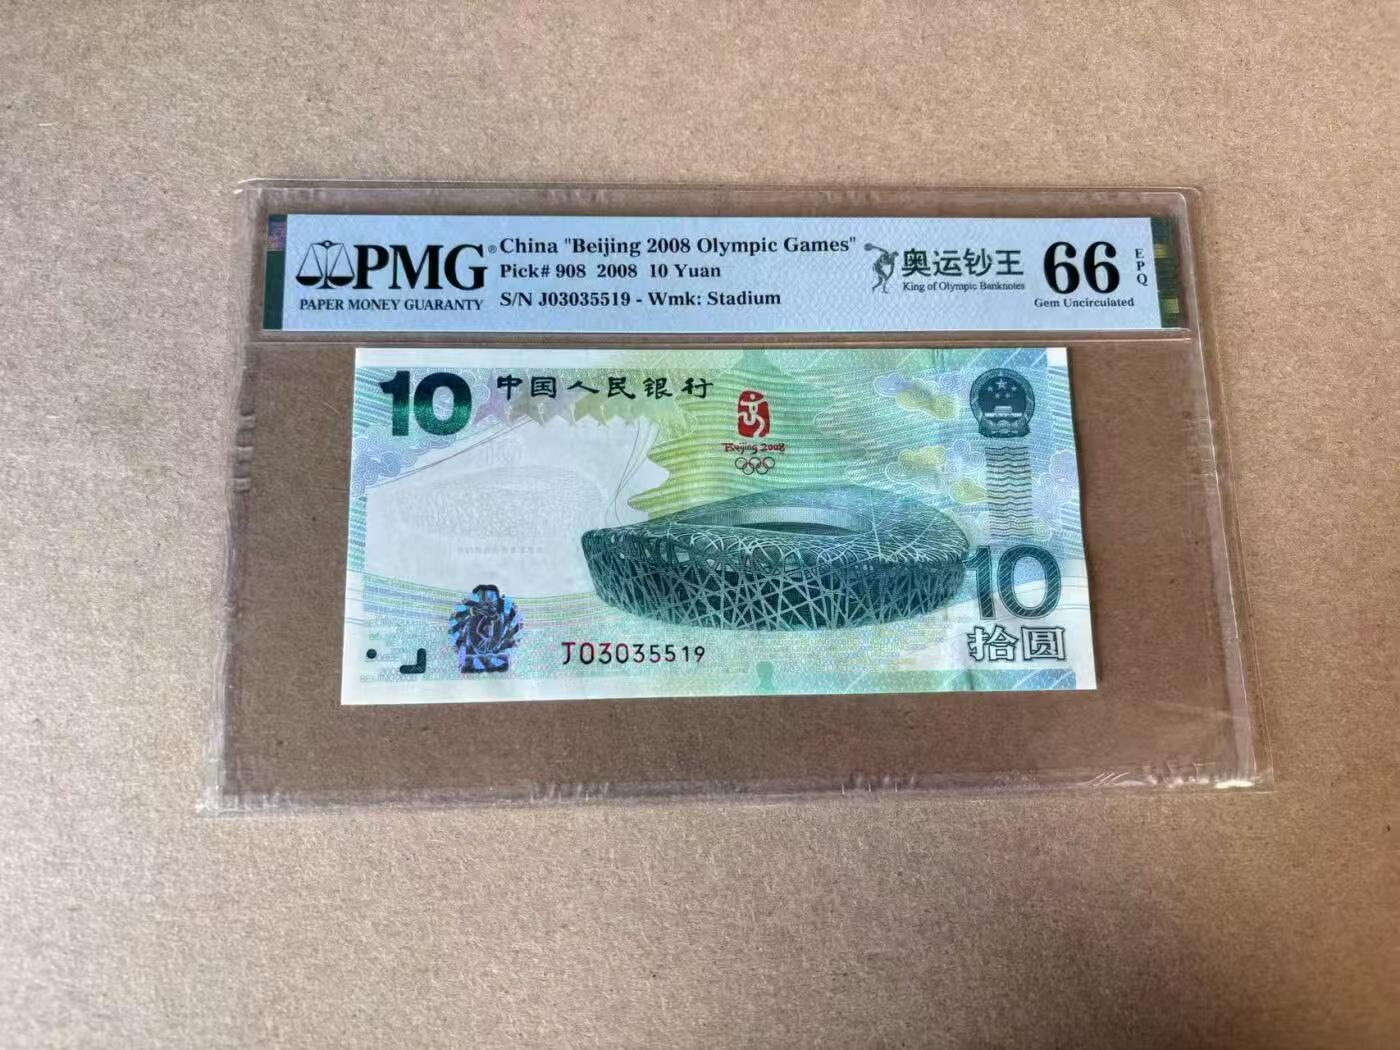 PMG®
PAPER MONEY GUARANTY
China "Beijing 2008 Olympic Games"
Pick# 908 2008 10 Yuan
S/N J03035519 - Wmk: Stadium
奥运钞王
King of Olympic Banknotes
66
EPQ
Gem Uncirculated
10 中国人民银行
Beijing 2008
10
拾圆
J03035519